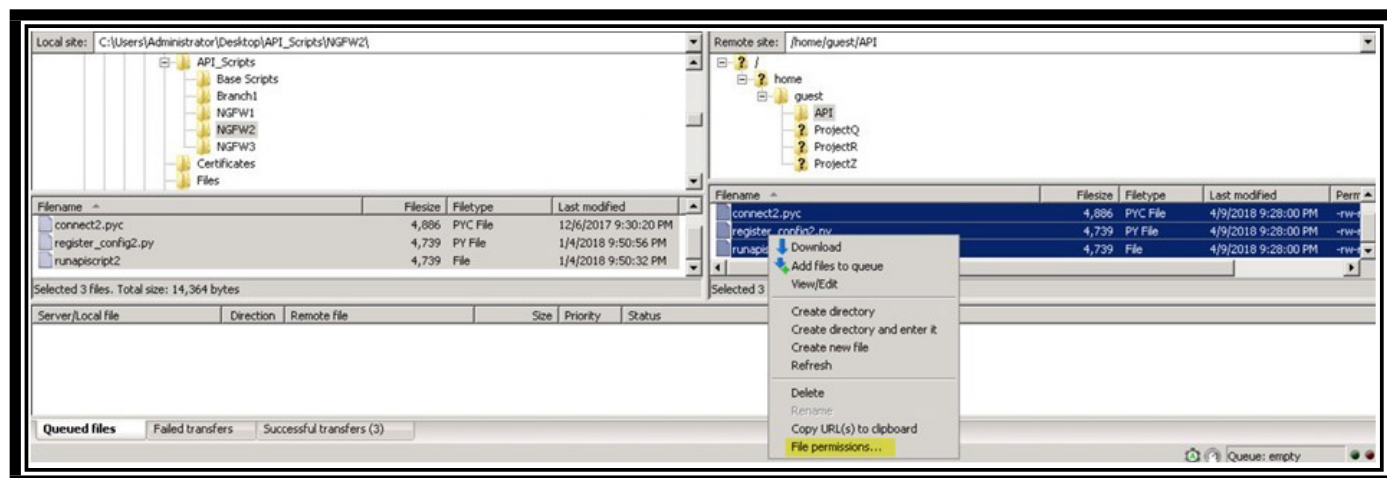 Local site: C:\Users\Administrator\Desktop\API_Scripts\NGFW2\
API_Scripts
Base Scripts
Branch1
NGFW1
NGFW2
NGFW3
Certificates
Files
Filename Filesize Filetype Last modified
connect2.pyc 4,886 PYC File 12/6/2017 9:30:20 PM
register_config2.py 4,739 PY File 1/4/2018 9:50:56 PM
runapiscript2 4,739 File 1/4/2018 9:50:32 PM
Selected 3 files. Total size: 14,364 bytes
Remote site: /home/guest/API
/
home
guest
API
ProjectQ
ProjectR
ProjectZ
Filename Filesize Filetype Last modified Perm
connect2.pyc 4,886 PYC File 4/9/2018 9:28:00 PM -rw-r
register_config2.py 4,739 PY File 4/9/2018 9:28:00 PM -rw-r
runapis 4,739 File 4/9/2018 9:28:00 PM -rw-r
Selected 3
Download
Add files to queue
View/Edit
Create directory
Create directory and enter it
Create new file
Refresh
Delete
Rename
Copy URL(s) to clipboard
File permissions...
Server/Local file Direction Remote file Size Priority Status
Queued files Failed transfers Successful transfers (3)
Queue: empty